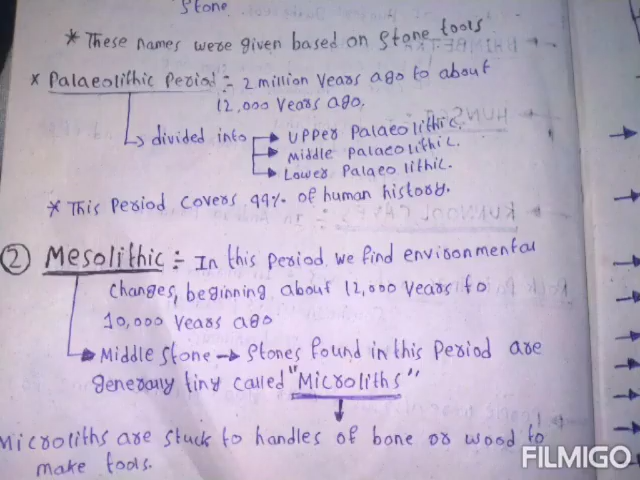 Stone
* These names were given based on Stone tools
* Palaeolithic Period :- 2 million years ago to about
12,000 years ago.
divided into → Upper Palaeolithic.
→ Middle Palaeolithic.
→ Lower Palaeo lithic.
* This Period covers 99% of human history.
② Mesolithic :- In this period, we find environmental
changes, beginning about 12,000 years to
10,000 years ago
→ Middle stone → Stones found in this period are
generally tiny called "Microliths"
Microliths are stuck to handles of bone or wood to
make tools.
FILMIGO